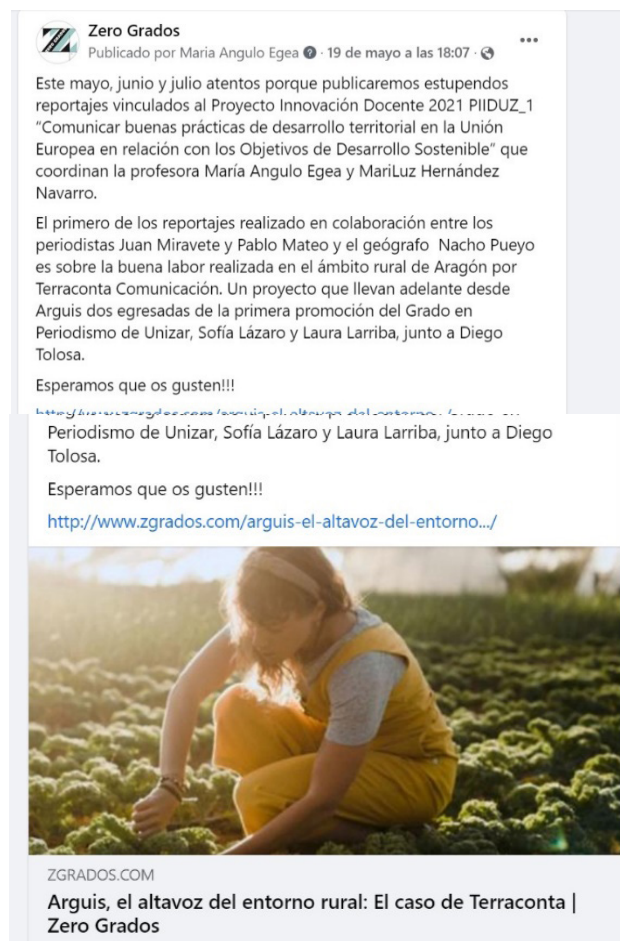 Zero Grados
Publicado por Maria Angulo Egea · 19 de mayo a las 18:07 ·
Este mayo, junio y julio atentos porque publicaremos estupendos
reportajes vinculados al Proyecto Innovación Docente 2021 PIIDUZ_1
“Comunicar buenas prácticas de desarrollo territorial en la Unión
Europea en relación con los Objetivos de Desarrollo Sostenible” que
coordinan la profesora María Angulo Egea y MariLuz Hernández
Navarro.
El primero de los reportajes realizado en colaboración entre los
periodistas Juan Miravete y Pablo Mateo y el geógrafo Nacho Pueyo
es sobre la buena labor realizada en el ámbito rural de Aragón por
Terraconta Comunicación. Un proyecto que llevan adelante desde
Arguis dos egresadas de la primera promoción del Grado en
Periodismo de Unizar, Sofía Lázaro y Laura Larriba, junto a Diego
Tolosa.
Esperamos que os gusten!!!
Periodismo de Unizar, Sofía Lázaro y Laura Larriba, junto a Diego
Tolosa.
Esperamos que os gusten!!!
http://www.zgrados.com/arguis-el-altavoz-del-entorno.../
ZGRADOS.COM
Arguis, el altavoz del entorno rural: El caso de Terraconta |
Zero Grados